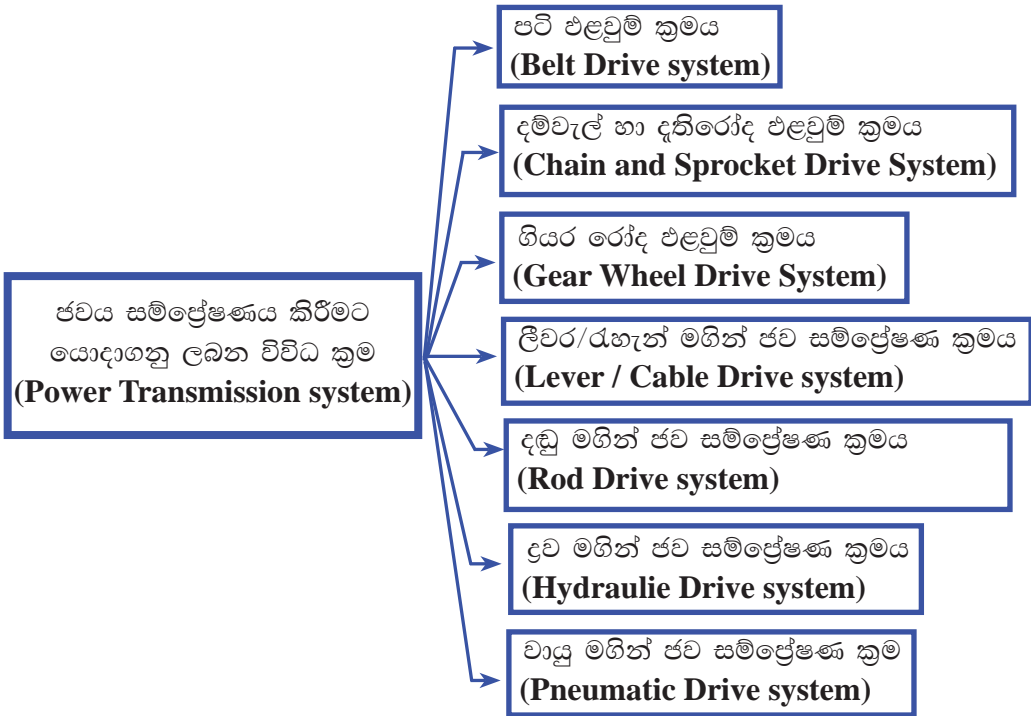 පටි එළවුම් ක්‍රමය
(Belt Drive system)
දම්වැල් හා දූතිරෝද එළවුම් ක්‍රමය
(Chain and Sprocket Drive System)
ගියර රෝද එළවුම් ක්‍රමය
(Gear Wheel Drive System)
ජවය සම්ප්‍රේෂණය කිරීමට
යොදාගනු ලබන විවිධ ක්‍රම
(Power Transmission system)
ලීවර/රැහැන් මගින් ජව සම්ප්‍රේෂණ ක්‍රමය
(Lever / Cable Drive system)
දඬු මගින් ජව සම්ප්‍රේෂණ ක්‍රමය
(Rod Drive system)
ද්‍රව මගින් ජව සම්ප්‍රේෂණ ක්‍රමය
(Hydraulie Drive system)
වායු මගින් ජව සම්ප්‍රේෂණ ක්‍රම
(Pneumatic Drive system)